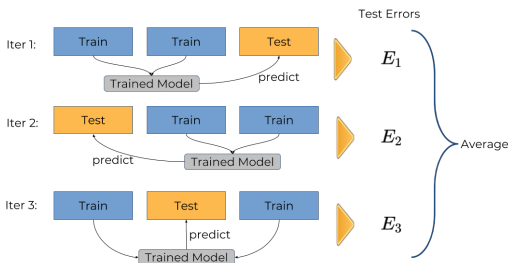 Test Errors
Iter 1:
Train
Train
Test
Trained Model
predict
E1
Iter 2:
Test
Train
Train
predict
Trained Model
E2
Average
Iter 3:
Train
Test
Train
predict
Trained Model
E3